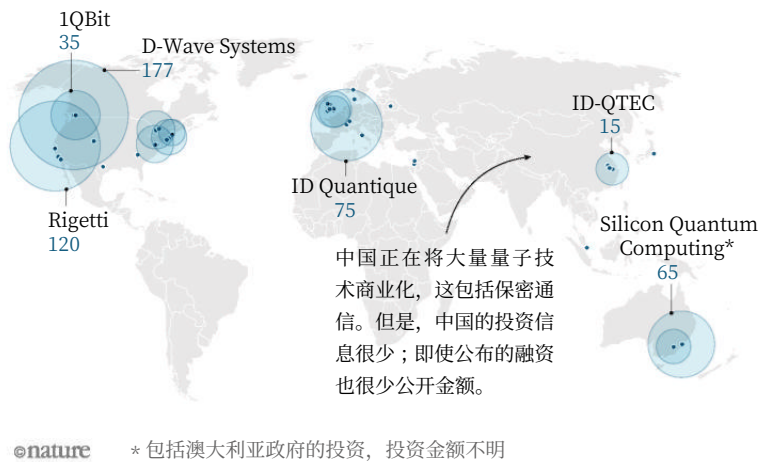 1QBit
35
D-Wave Systems
177
ID-QTEC
15
ID Quantique
75
Rigetti
120
Silicon Quantum
Computing*
65
中国正在将大量量子技
术商业化，这包括保密通
信。但是，中国的投资信
息很少；即使公布的融资
也很少公开金额。
©nature
* 包括澳大利亚政府的投资，投资金额不明